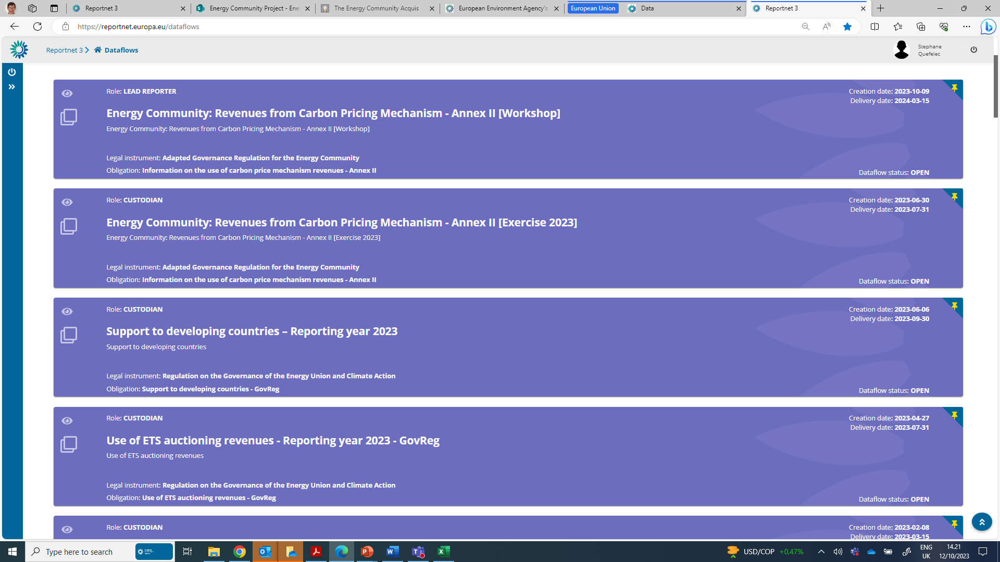 Reportnet 3
Energy Community Project - Ene
The Energy Community Acquis
European Environment Agency's
European Union
Data
Reportnet 3
https://reportnet.europa.eu/dataflows
Reportnet 3
Dataflows
Stephane
Quefelec
Role: LEAD REPORTER
Creation date: 2023-10-09
Delivery date: 2024-03-15
Energy Community: Revenues from Carbon Pricing Mechanism - Annex II [Workshop]
Energy Community: Revenues from Carbon Pricing Mechanism - Annex II [Workshop]
Legal instrument: Adapted Governance Regulation for the Energy Community
Obligation: Information on the use of carbon price mechanism revenues - Annex II
Dataflow status: OPEN
Role: CUSTODIAN
Creation date: 2023-06-30
Delivery date: 2023-07-31
Energy Community: Revenues from Carbon Pricing Mechanism - Annex II [Exercise 2023]
Energy Community: Revenues from Carbon Pricing Mechanism - Annex II [Exercise 2023]
Legal instrument: Adapted Governance Regulation for the Energy Community
Obligation: Information on the use of carbon price mechanism revenues - Annex II
Dataflow status: OPEN
Role: CUSTODIAN
Creation date: 2023-06-06
Delivery date: 2023-09-30
Support to developing countries – Reporting year 2023
Support to developing countries
Legal instrument: Regulation on the Governance of the Energy Union and Climate Action
Obligation: Support to developing countries - GovReg
Dataflow status: OPEN
Role: CUSTODIAN
Creation date: 2023-04-27
Delivery date: 2023-07-31
Use of ETS auctioning revenues - Reporting year 2023 - GovReg
Use of ETS auctioning revenues
Legal instrument: Regulation on the Governance of the Energy Union and Climate Action
Obligation: Use of ETS auctioning revenues - GovReg
Dataflow status: OPEN
Role: CUSTODIAN
Creation date: 2023-02-08
Delivery date: 2023-03-15
Type here to search
USD/COP +0,47%
ENG
UK
14.21
12/10/2023